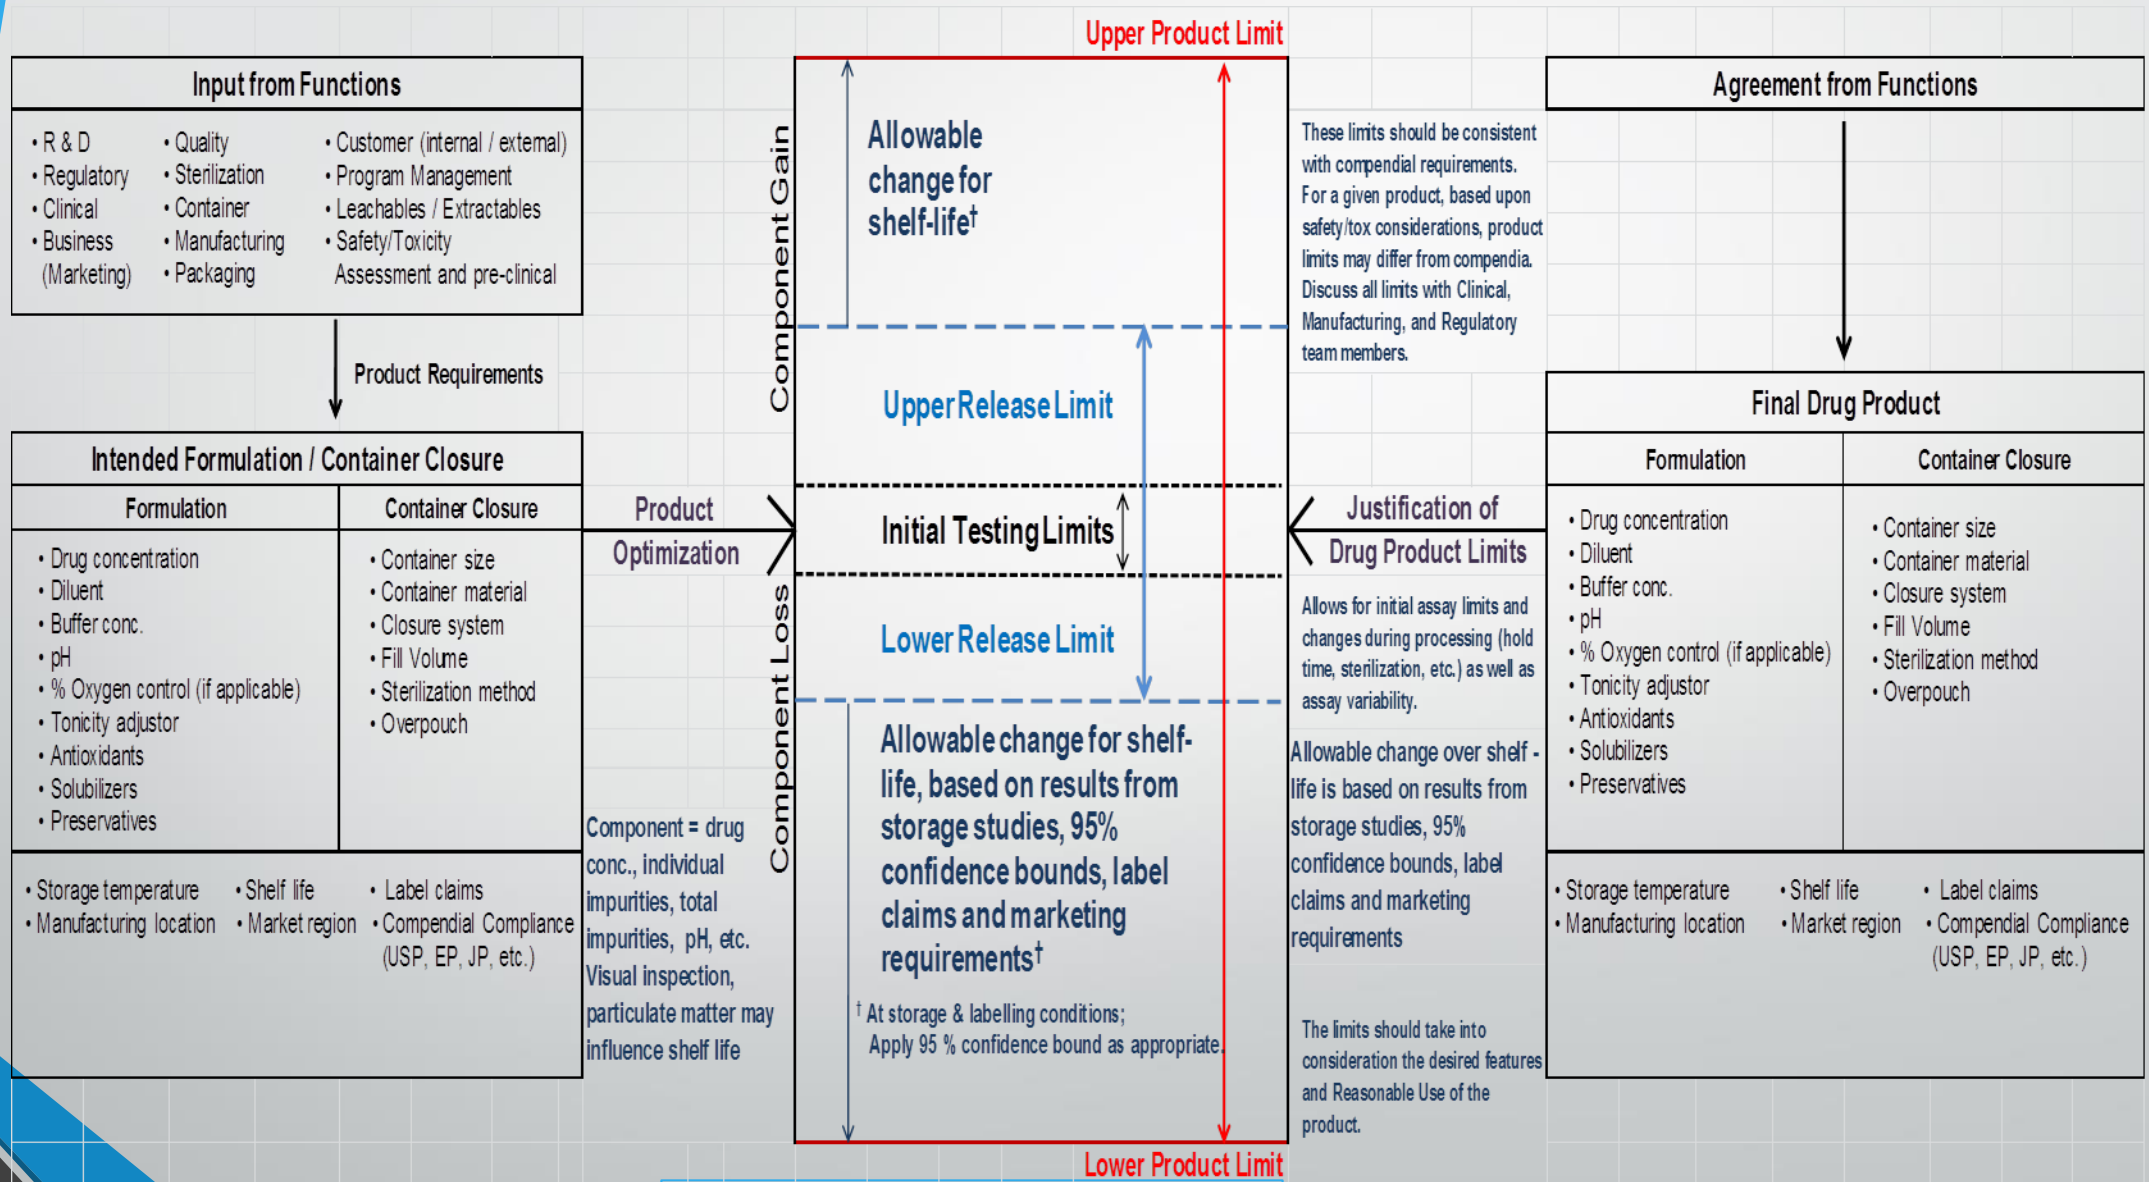 Upper Product Limit
Input from Functions
• R & D
• Regulatory
• Clinical
• Business
(Marketing)
• Quality
• Sterilization
• Container
• Manufacturing
• Packaging
• Customer (internal / external)
• Program Management
• Leachables / Extractables
• Safety/Toxicity
Assessment and pre-clinical
Product Requirements
Intended Formulation / Container Closure
Formulation
• Drug concentration
• Diluent
• Buffer conc.
• pH
• % Oxygen control (if applicable)
• Tonicity adjustor
• Antioxidants
• Solubilizers
• Preservatives
Container Closure
• Container size
• Container material
• Closure system
• Fill Volume
• Sterilization method
• Overpouch
• Storage temperature
• Manufacturing location
• Shelf life
• Market region
• Label claims
• Compendial Compliance
(USP, EP, JP, etc.)
Product
Optimization
Component = drug
conc., individual
impurities, total
impurities, pH, etc.
Visual inspection,
particulate matter may
influence shelf life
Component Gain
Component Loss
Allowable
change for
shelf-life†
Upper Release Limit
Initial Testing Limits
Lower Release Limit
Allowable change for shelf-
life, based on results from
storage studies, 95%
confidence bounds, label
claims and marketing
requirements†
† At storage & labelling conditions;
Apply 95 % confidence bound as appropriate.
Lower Product Limit
These limits should be consistent
with compendial requirements.
For a given product, based upon
safety/tox considerations, product
limits may differ from compendia.
Discuss all limits with Clinical,
Manufacturing, and Regulatory
team members.
Justification of
Drug Product Limits
Allows for initial assay limits and
changes during processing (hold
time, sterilization, etc.) as well as
assay variability.
Allowable change over shelf -
life is based on results from
storage studies, 95%
confidence bounds, label
claims and marketing
requirements
The limits should take into
consideration the desired features
and Reasonable Use of the
product.
Agreement from Functions
Final Drug Product
Formulation
• Drug concentration
• Diluent
• Buffer conc.
• pH
• % Oxygen control (if applicable)
• Tonicity adjustor
• Antioxidants
• Solubilizers
• Preservatives
Container Closure
• Container size
• Container material
• Closure system
• Fill Volume
• Sterilization method
• Overpouch
• Storage temperature
• Manufacturing location
• Shelf life
• Market region
• Label claims
• Compendial Compliance
(USP, EP, JP, etc.)